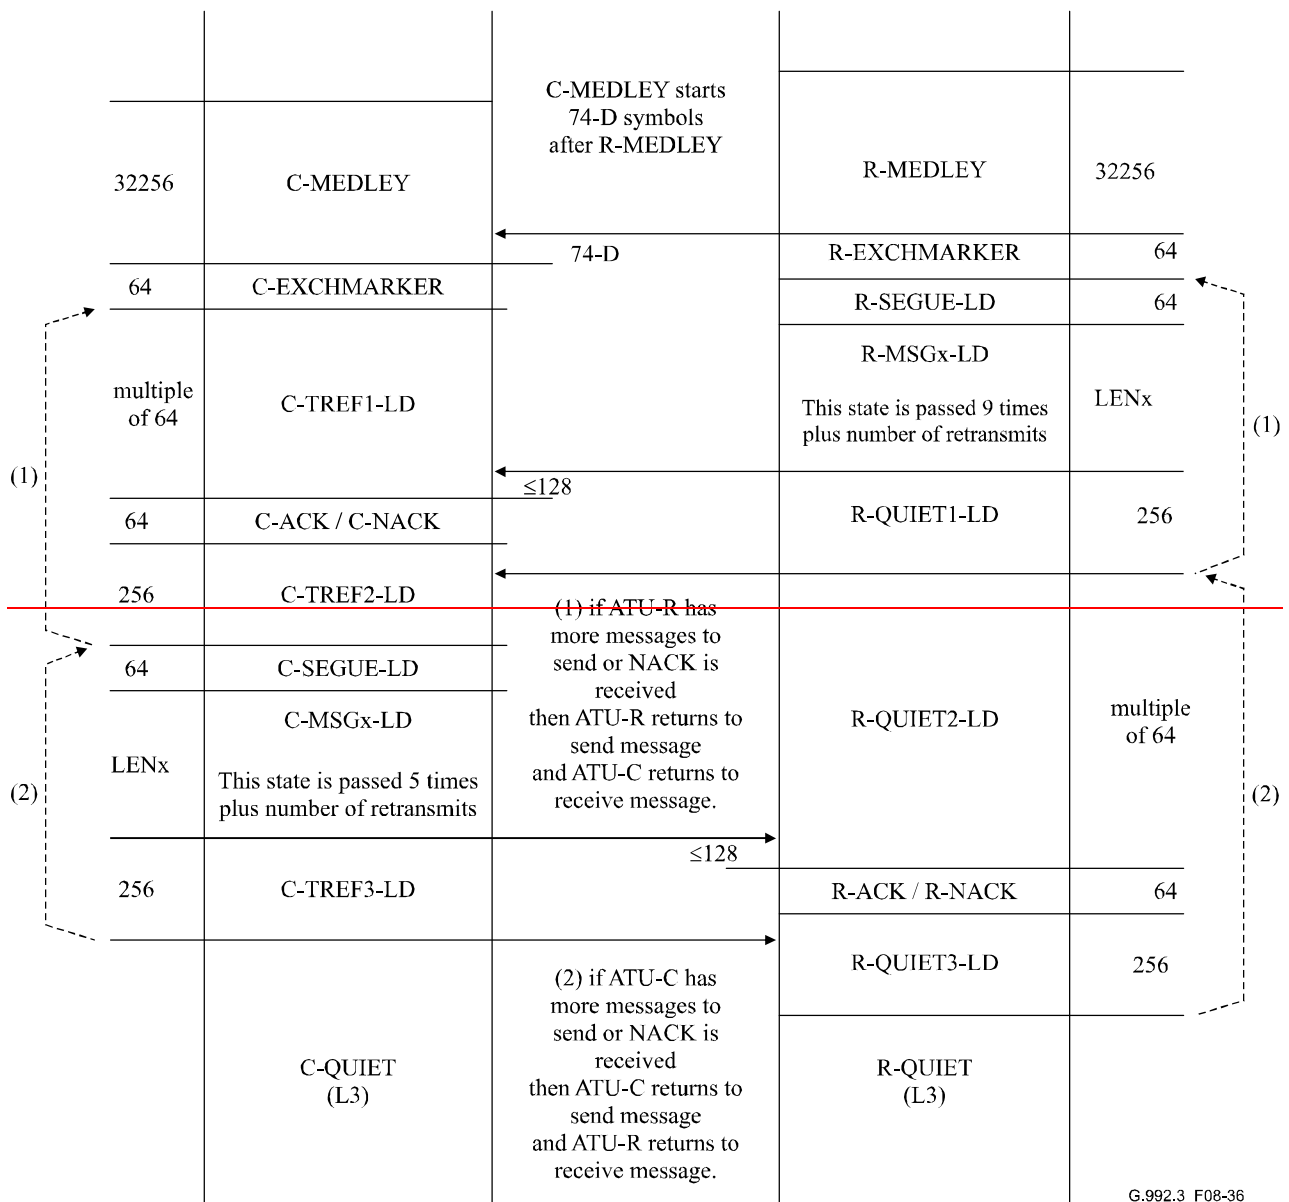 C-MEDLEY starts
74-D symbols
after R-MEDLEY
32256
C-MEDLEY
R-MEDLEY
32256
74-D
R-EXCHMARKER
64
64
C-EXCHMARKER
R-SEGUE-LD
64
R-MSGx-LD
multiple
of 64
C-TREF1-LD
This state is passed 9 times
plus number of retransmits
LENx
(1)
(1)
≤128
64
C-ACK / C-NACK
R-QUIET1-LD
256
256
C-TREF2-LD
(1) if ATU-R has
more messages to
send or NACK is
received
then ATU-R returns to
send message
and ATU-C returns to
receive message.
64
C-SEGUE-LD
C-MSGx-LD
R-QUIET2-LD
multiple
of 64
LENx
This state is passed 5 times
plus number of retransmits
(2)
(2)
≤128
256
C-TREF3-LD
R-ACK / R-NACK
64
R-QUIET3-LD
256
(2) if ATU-C has
more messages to
send or NACK is
received
then ATU-C returns to
send message
and ATU-R returns to
receive message.
C-QUIET
(L3)
R-QUIET
(L3)
G.992.3_F08-36